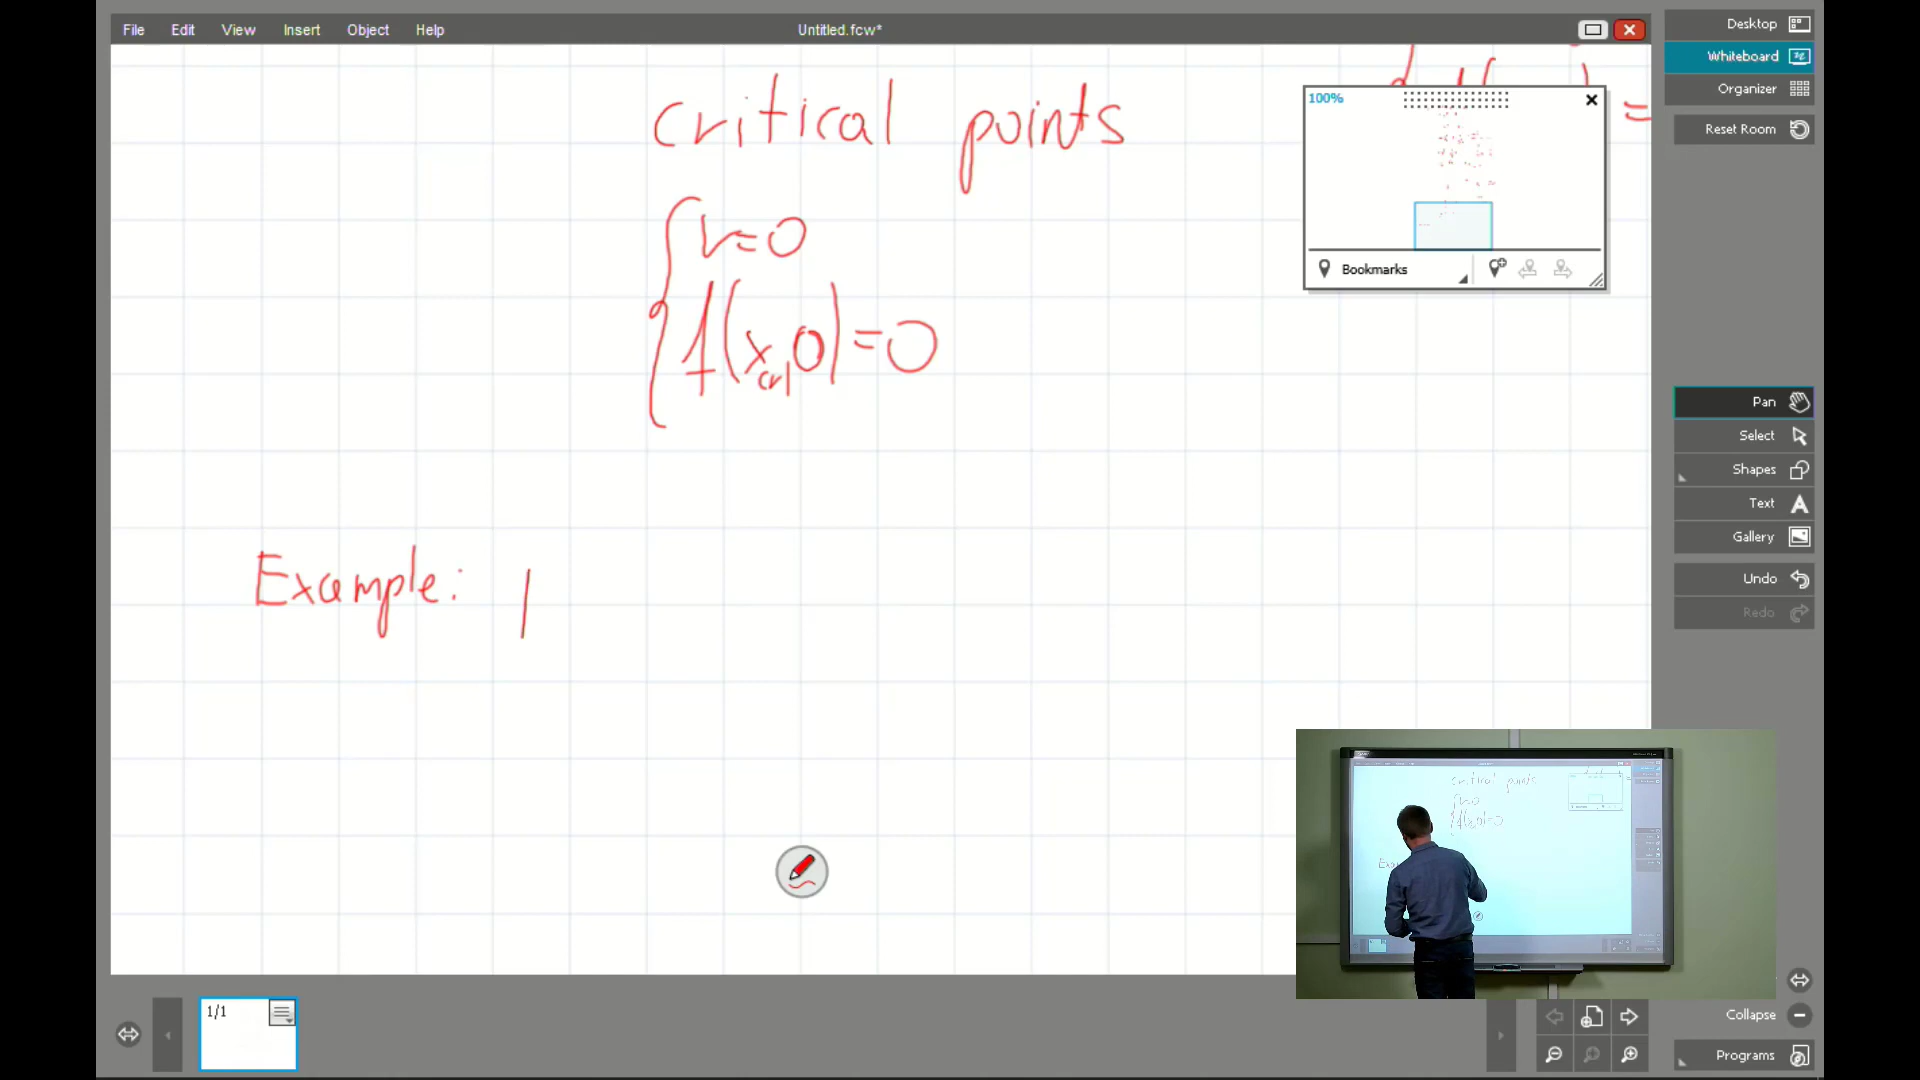 File Edit View Insert Object Help Untitled.fcw*
Desktop
Whiteboard
Organizer
Reset Room
100%
Bookmarks
critical points
v=0
f(x_cr, 0)=0
Example:
Pan
Select
Shapes
Text
Gallery
Undo
Redo
1/1
Collapse
Programs